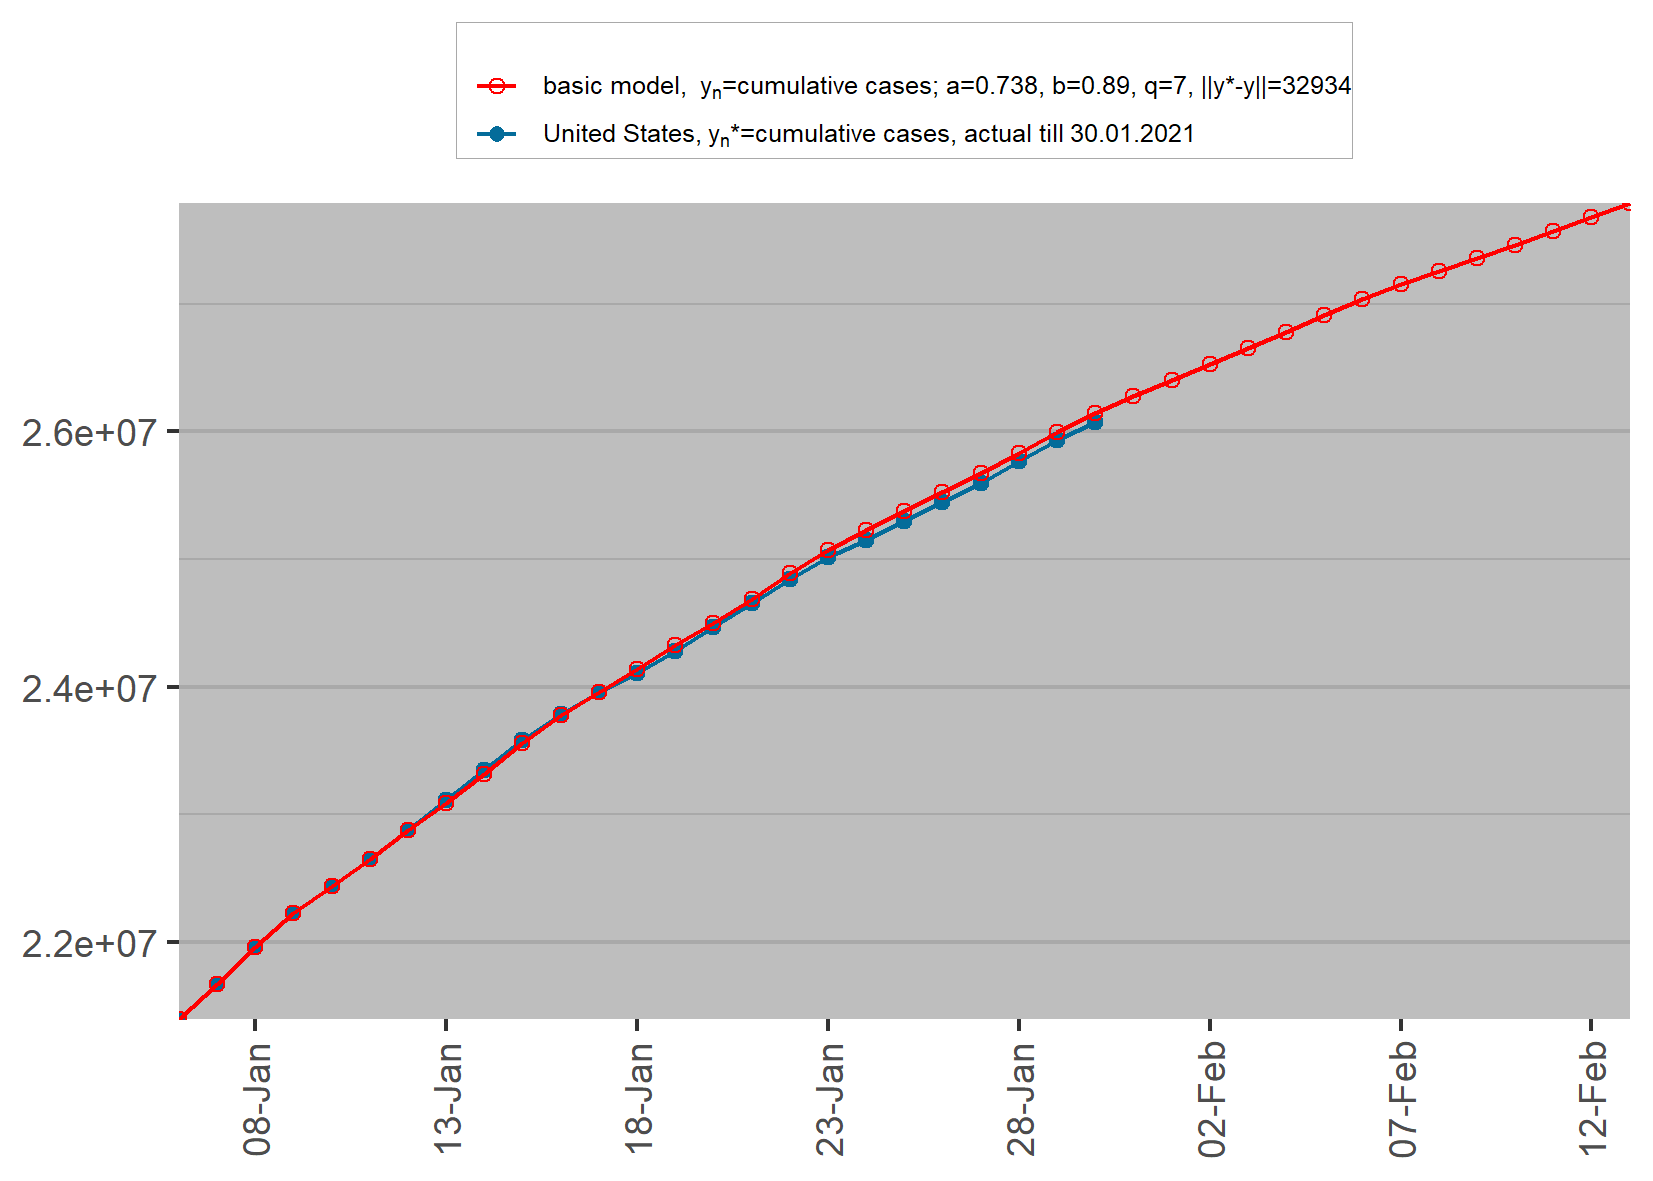 basic model,  yn=cumulative cases; a=0.738, b=0.89, q=7, ||y*-y||=32934
United States, yn*=cumulative cases, actual till 30.01.2021
2.6e+07
2.4e+07
2.2e+07
08-Jan
13-Jan
18-Jan
23-Jan
28-Jan
02-Feb
07-Feb
12-Feb